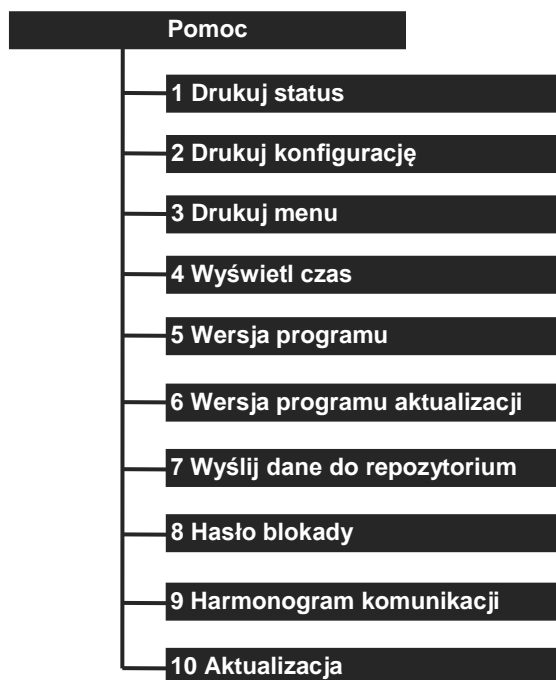 Pomoc
1 Drukuj status
2 Drukuj konfigurację
3 Drukuj menu
4 Wyświetl czas
5 Wersja programu
6 Wersja programu aktualizacji
7 Wyślij dane do repozytorium
8 Hasło blokady
9 Harmonogram komunikacji
10 Aktualizacja